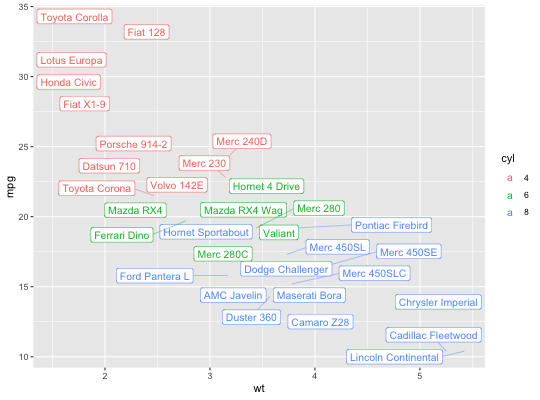 35
Toyota Corolla
Fiat 128
Lotus Europa
30
Honda Civic
Fiat X1-9
25
Porsche 914-2
Merc 240D
Datsun 710
Merc 230
Toyota Corona
Volvo 142E
Hornet 4 Drive
mpg
20
Mazda RX4
Mazda RX4 Wag
Merc 280
Ferrari Dino
Hornet Sportabout
Valiant
Pontiac Firebird
Merc 280C
Merc 450SL
Merc 450SE
Ford Pantera L
Dodge Challenger
Merc 450SLC
15
AMC Javelin
Maserati Bora
Chrysler Imperial
Duster 360
Camaro Z28
Cadillac Fleetwood
Lincoln Continental
10
2
3
4
5
wt
cyl
a 4
a 6
a 8